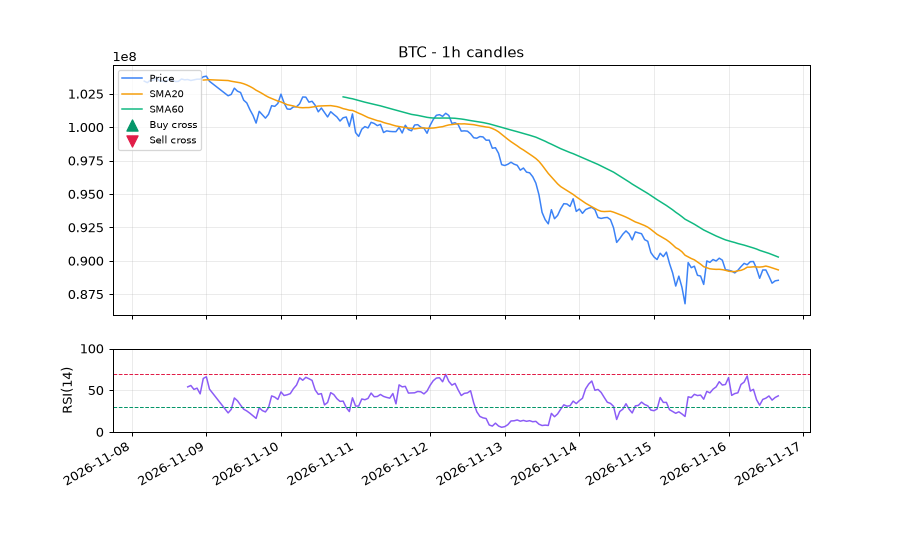 BTC - 1h candles
1e8
Price
SMA20
SMA60
Buy cross
Sell cross
1.025
1.000
0.975
0.950
0.925
0.900
0.875
RSI(14)
100
50
0
2026-11-08
2026-11-09
2026-11-10
2026-11-11
2026-11-12
2026-11-13
2026-11-14
2026-11-15
2026-11-16
2026-11-17